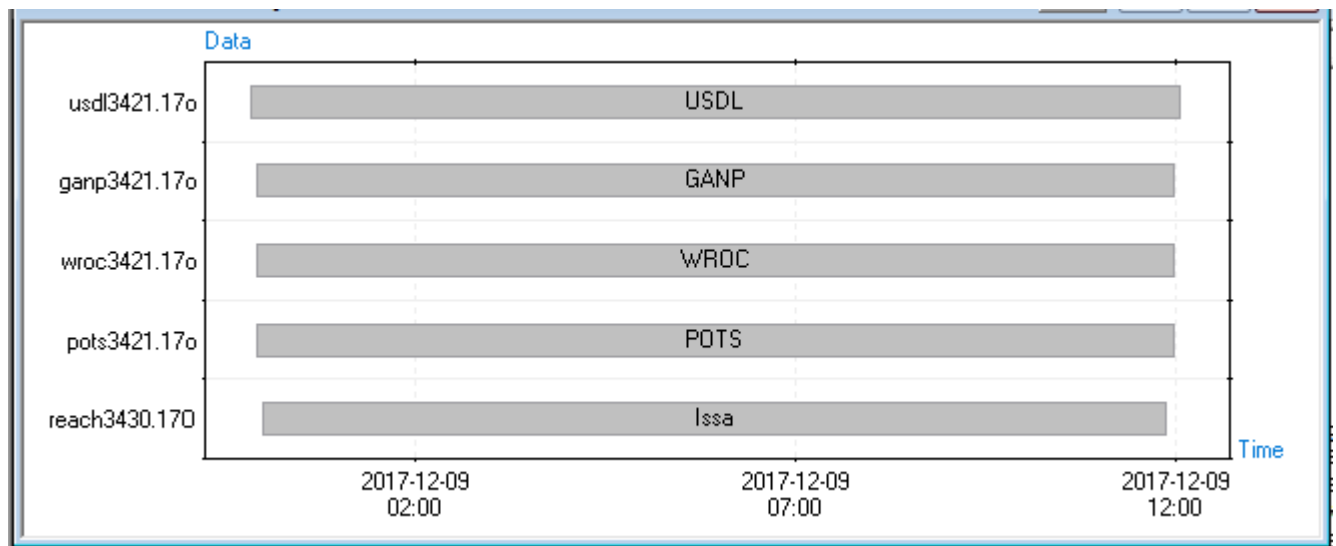 Data
usdl3421.17o USDL
ganp3421.17o GANP
wroc3421.17o WROC
pots3421.17o POTS
reach3430.17O Issa
Time
2017-12-09 2017-12-09 2017-12-09
02:00 07:00 12:00